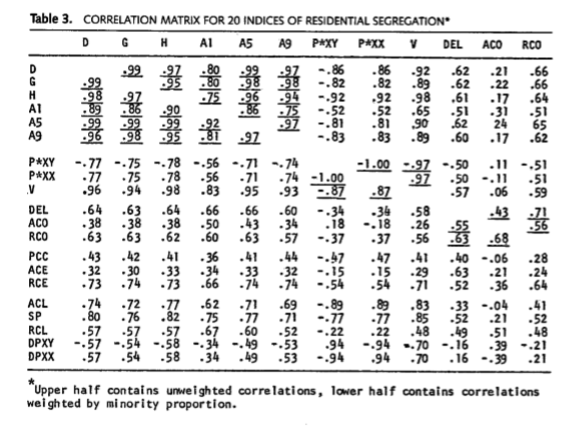 Table 3. CORRELATION MATRIX FOR 20 INDICES OF RESIDENTIAL SEGREGATION*
D G H A1 A5 A9 P*XY P*XX V DEL ACO RCO
D .99 .97 .80 .99 .97 -.86 .86 .92 .62 .21 .66
G .99 .95 .80 .98 .98 -.82 .82 .89 .62 .22 .66
H .98 .97 .75 .96 .94 -.92 .92 .98 .61 .17 .64
A1 .89 .86 .90 .86 .75 -.52 .52 .65 .51 .31 .51
A5 .99 .99 .99 .92 .97 -.81 .81 .90 .62 24 65
A9 .96 .98 .95 .81 .97 -.83 .83 .89 .60 .17 .62
P*XY -.77 -.75 -.78 -.56 -.71 -.74 -1.00 -.97 -.50 .11 -.51
P*XX .77 .75 .78 .56 .71 .74 -1.00 .97 .50 -.11 .51
V .96 .94 .98 .83 .95 .93 -.87 .87 .57 .06 .59
DEL .64 .63 .64 .66 .66 .60 -.34 .34 .58 .43 .71
ACO .38 .38 .38 .50 .43 .34 .18 -.18 .26 .55 .56
RCO .63 .63 .62 .60 .63 .57 -.37 .37 .56 .63 .68
PCC .43 .42 .41 .36 .41 .44 -.47 .47 .41 .40 -.06 .28
ACE .32 .30 .33 .34 .33 .32 -.15 .15 .29 .63 .21 .24
RCE .73 .74 .73 .66 .74 .74 -.54 .54 .71 .52 .36 .64
ACL .74 .72 .77 .62 .71 .69 -.89 .89 .83 .33 -.04 .41
SP .80 .76 .82 .75 .77 .71 -.77 .77 .85 .52 .21 .52
RCL .57 .57 .57 .67 .60 .52 -.22 .22 .48 .49 .51 .48
DPXY -.57 -.54 -.58 -.34 -.49 -.53 .94 -.94 -.70 -.16 .39 -.21
DPXX .57 .54 .58 .34 .49 .53 -.94 .94 .70 .16 -.39 .21
*Upper half contains unweighted correlations, lower half contains correlations
weighted by minority proportion.